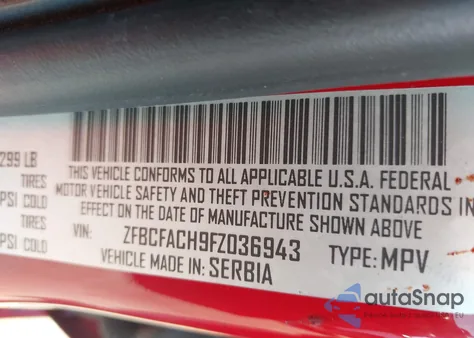 299 LB
TIRES
PSI COLD
TIRES
PSI COLD
THIS VEHICLE CONFORMS TO ALL APPLICABLE U.S.A. FEDERAL
MOTOR VEHICLE SAFETY AND THEFT PREVENTION STANDARDS IN
EFFECT ON THE DATE OF MANUFACTURE SHOWN ABOVE
VIN: ZFBCFACH9FZ036943 TYPE: MPV
VEHICLE MADE IN: SERBIA
autaSnap